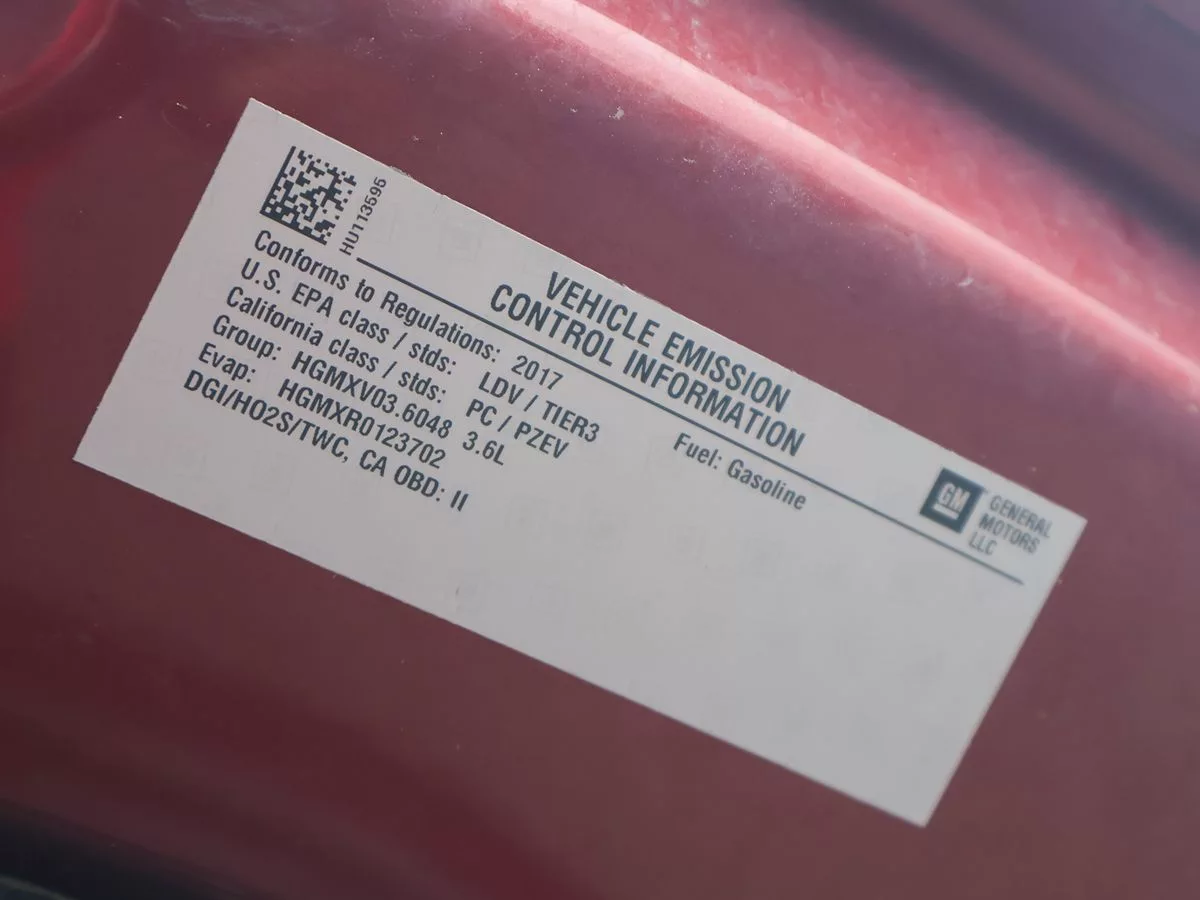 HU113595
VEHICLE EMISSION
CONTROL INFORMATION
Conforms to Regulations: 2017
U.S. EPA class / stds: LDV / TIER3
California class / stds: PC / PZEV
Group: HGMXV03.6048 3.6L
Evap: HGMXR0123702
DGI/HO2S/TWC, CA OBD: II
Fuel: Gasoline
GM
GENERAL
MOTORS
LLC